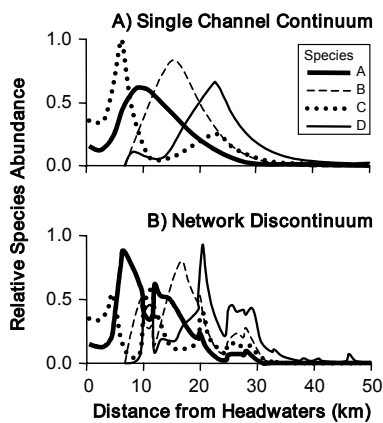 A) Single Channel Continuum
Species
A
B
C
D
1.0
0.5
0.0
B) Network Discontinuum
1.0
0.5
0.0
0 10 20 30 40 50
Distance from Headwaters (km)
Relative Species Abundance